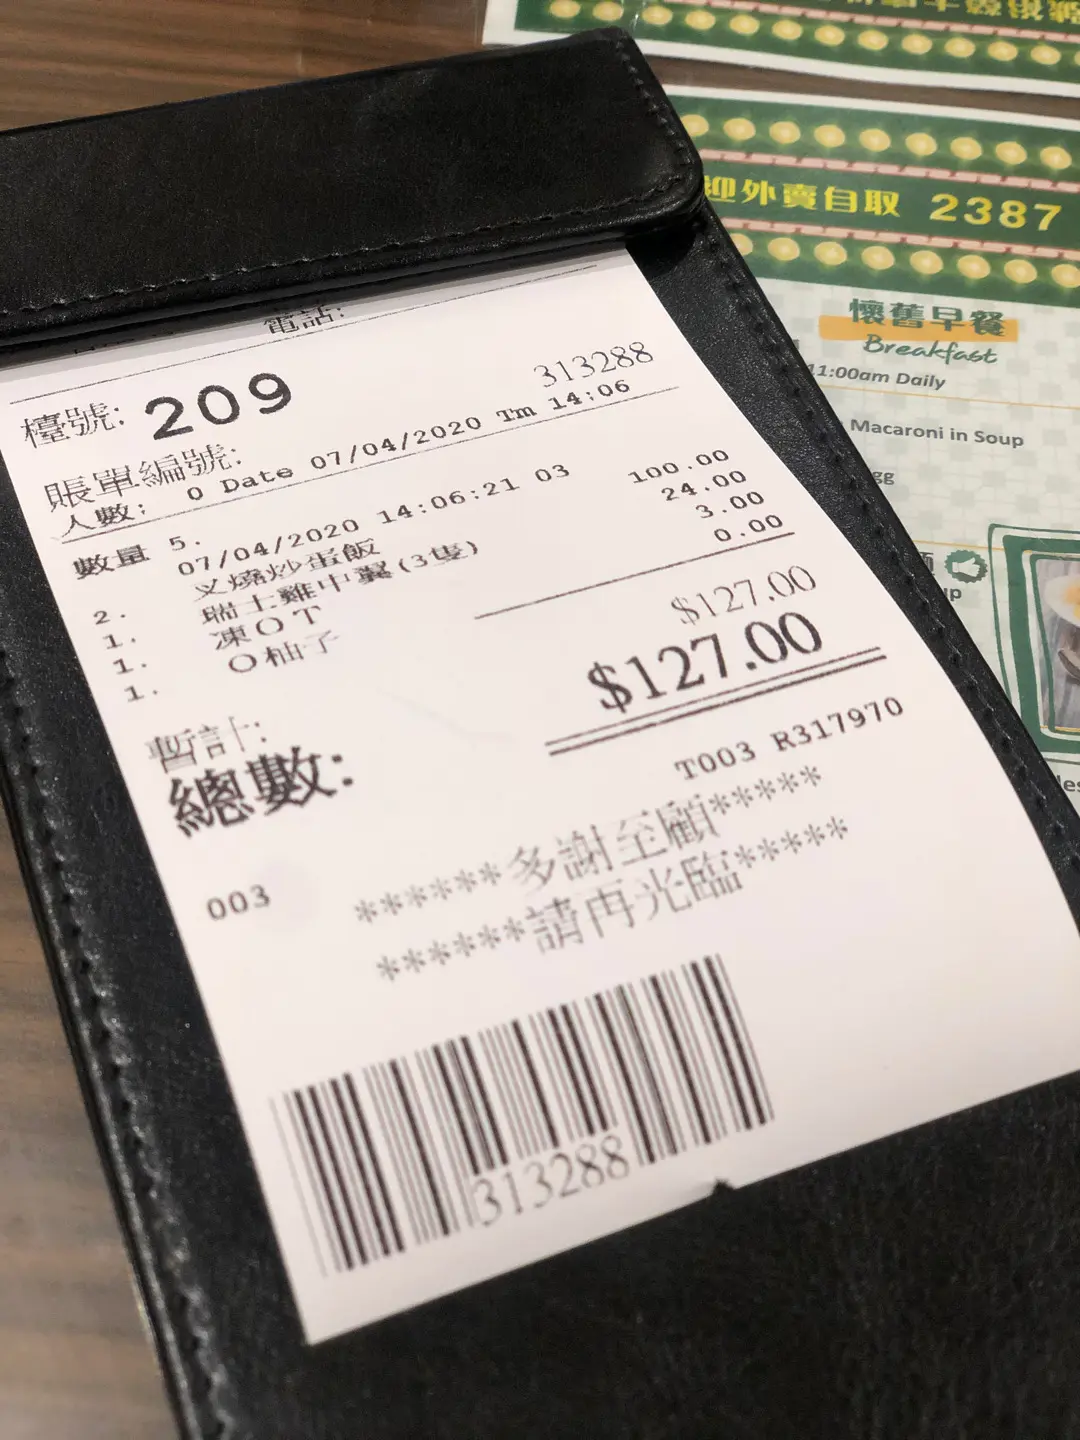 電話:
檯號: 209
313288
賬單編號:
人數: 0 Date 07/04/2020 Tm 14:06
數量 5. 07/04/2020 14:06:21 03
2. 叉燒炒蛋飯 100.00
1. 瑞士雞中翼(3隻) 24.00
1. 凍OT 3.00
1. O柚子 0.00
暫計: $127.00
總數: $127.00
T003 R317970
003
******多謝至顧*****
******請再光臨*****
313288
迎外賣自取 2387
懷舊早餐
Breakfast
11:00am Daily
Macaroni in Soup